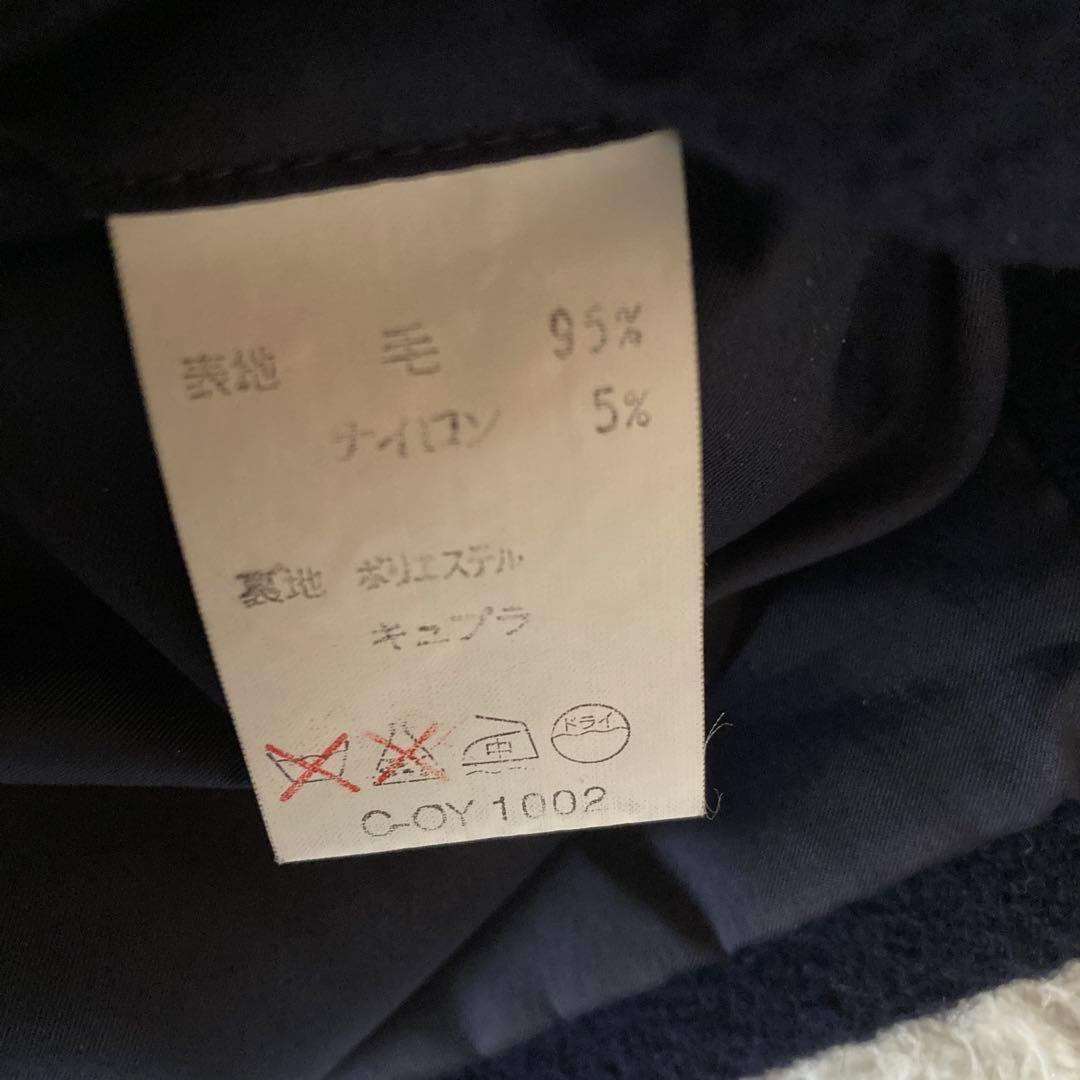 表地 毛 95%
ナイロン 5%
裏地 ポリエステル
キュプラ
中 ドライ
C-OY 1002